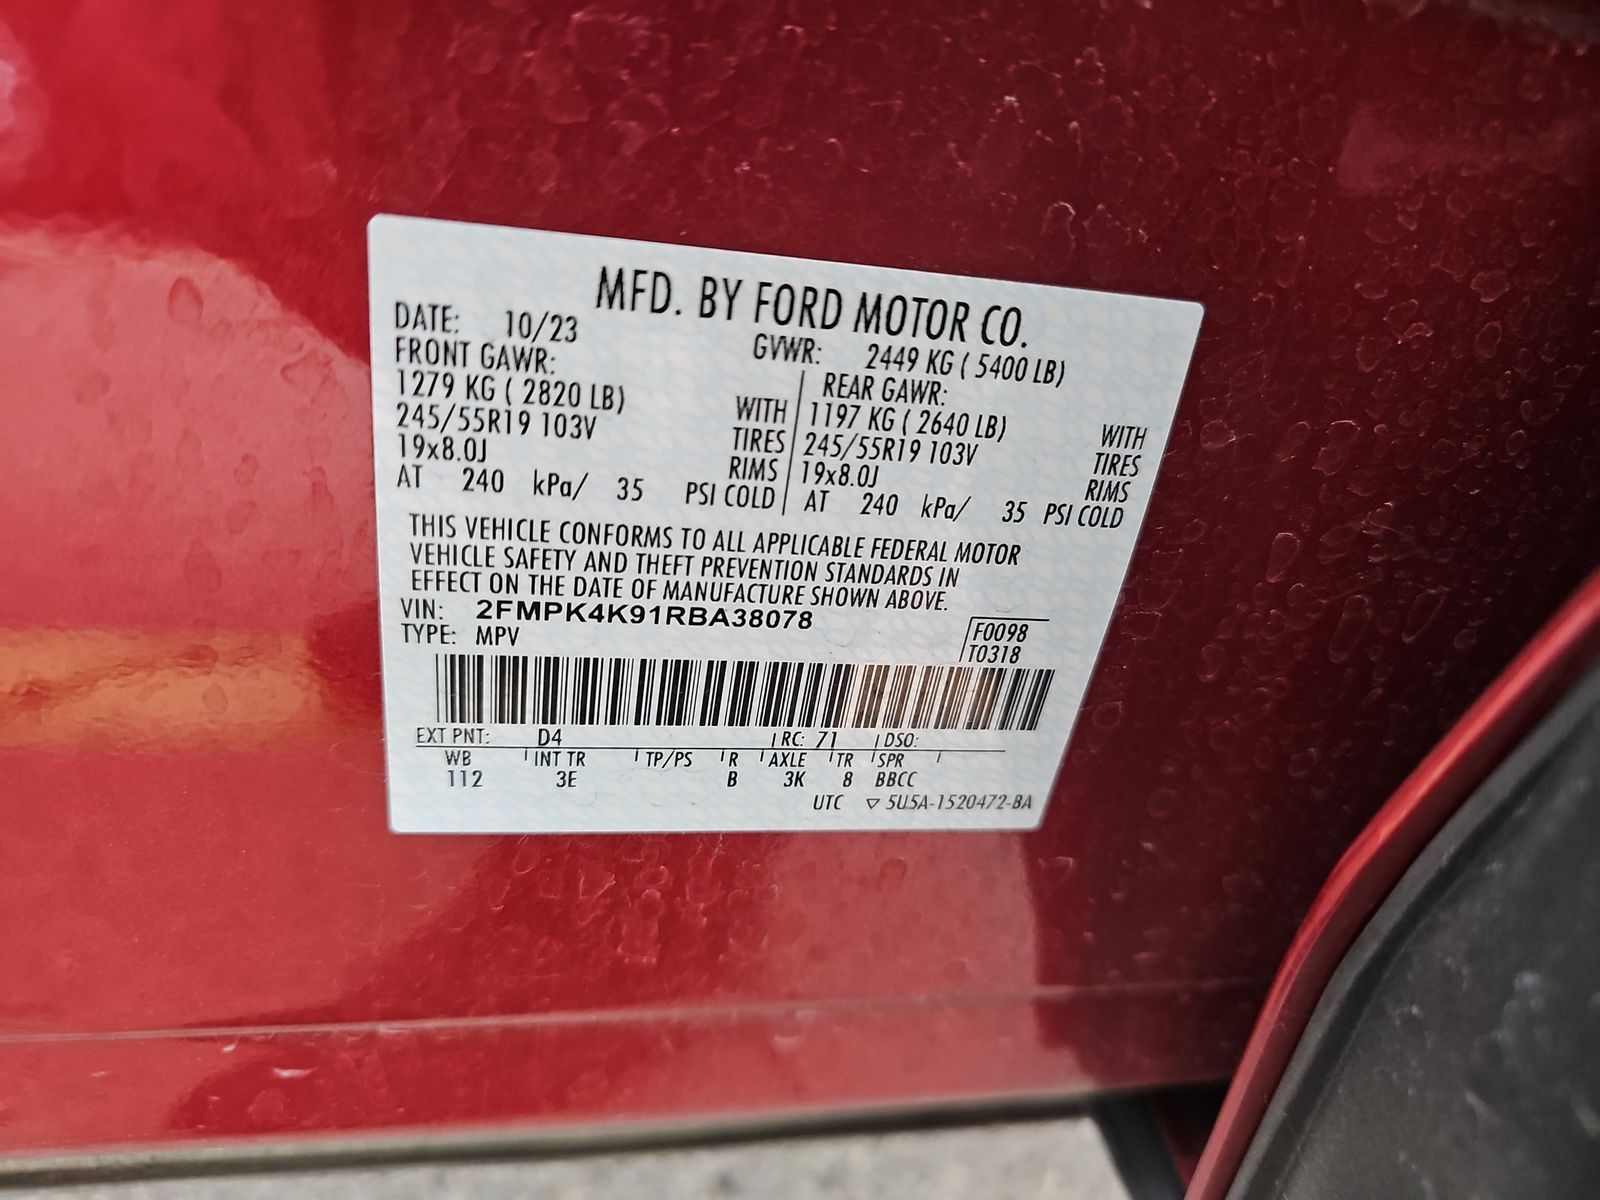 MFD. BY FORD MOTOR CO.
DATE: 10/23 GVWR: 2449 KG ( 5400 LB)
FRONT GAWR: REAR GAWR:
1279 KG ( 2820 LB) WITH 1197 KG ( 2640 LB) WITH
245/55R19 103V TIRES 245/55R19 103V TIRES
19x8.0J RIMS 19x8.0J RIMS
AT 240 kPa/ 35 PSI COLD AT 240 kPa/ 35 PSI COLD
THIS VEHICLE CONFORMS TO ALL APPLICABLE FEDERAL MOTOR
VEHICLE SAFETY AND THEFT PREVENTION STANDARDS IN
EFFECT ON THE DATE OF MANUFACTURE SHOWN ABOVE.
VIN: 2FMPK4K91RBA38078 F0098
TYPE: MPV T0318
EXT PNT: D4 RC: 71 DSO:
WB INT TR TP/PS R AXLE TR SPR
112 3E B 3K 8 BBCC
UTC ▽ 5U5A-1520472-BA